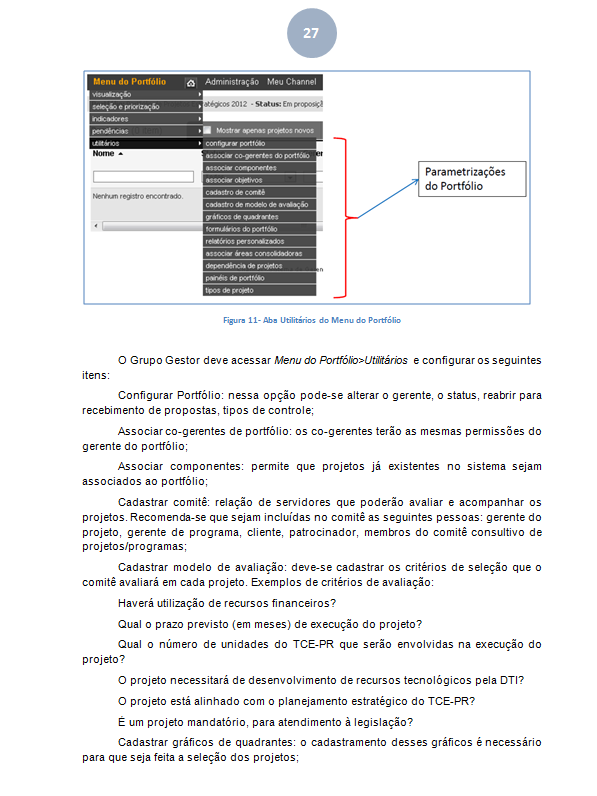 27
Menu do Portfólio Administração Meu Channel
visualização
seleção e priorização
atégicos 2012 - Status: Em proposiçã
indicadores
pendências
Mostrar apenas projetos novos
utilitários
configurar portfólio
Nome
associar co-gerentes do portfólio
associar componentes
associar objetivos
Nenhum registro encontrado.
cadastro de comitê
cadastro de modelo de avaliação
gráficos de quadrantes
formulários do portfólio
relatórios personalizados
associar áreas consolidadoras
dependência de projetos
painéis de portfólio
tipos de projeto
Parametrizações
do Portfólio
Figura 11- Aba Utilitários do Menu do Portfólio
O Grupo Gestor deve acessar Menu do Portfólio>Utilitários e configurar os seguintes
itens:
Configurar Portfólio: nessa opção pode-se alterar o gerente, o status, reabrir para
recebimento de propostas, tipos de controle;
Associar co-gerentes de portfólio: os co-gerentes terão as mesmas permissões do
gerente do portfólio;
Associar componentes: permite que projetos já existentes no sistema sejam
associados ao portfólio;
Cadastrar comitê: relação de servidores que poderão avaliar e acompanhar os
projetos. Recomenda-se que sejam incluídas no comitê as seguintes pessoas: gerente do
projeto, gerente de programa, cliente, patrocinador, membros do comitê consultivo de
projetos/programas;
Cadastrar modelo de avaliação: deve-se cadastrar os critérios de seleção que o
comitê avaliará em cada projeto. Exemplos de critérios de avaliação:
Haverá utilização de recursos financeiros?
Qual o prazo previsto (em meses) de execução do projeto?
Qual o número de unidades do TCE-PR que serão envolvidas na execução do
projeto?
O projeto necessitará de desenvolvimento de recursos tecnológicos pela DTI?
O projeto está alinhado com o planejamento estratégico do TCE-PR?
É um projeto mandatório, para atendimento à legislação?
Cadastrar gráficos de quadrantes: o cadastramento desses gráficos é necessário
para que seja feita a seleção dos projetos;